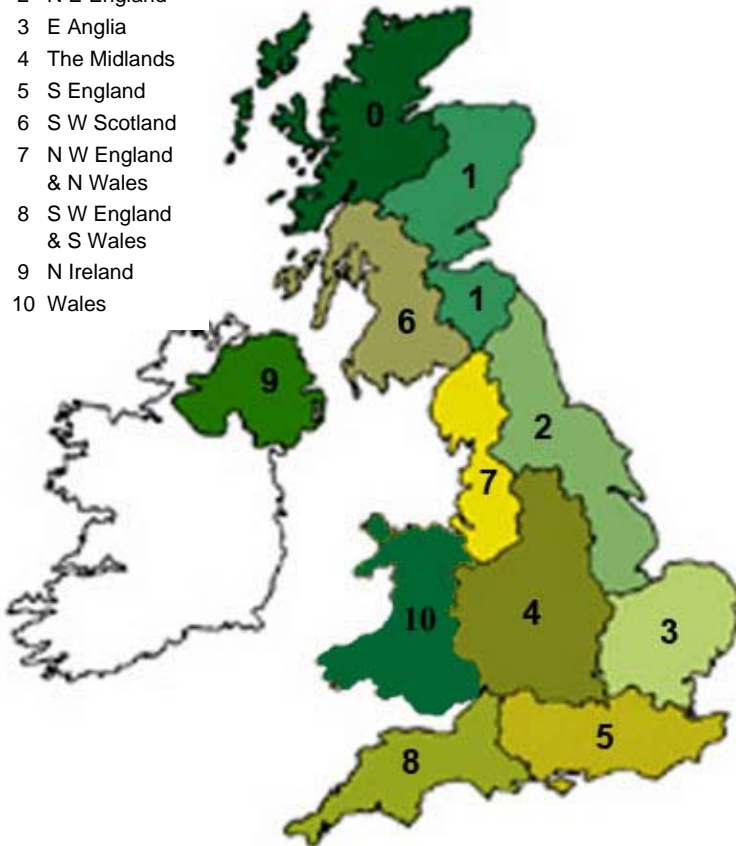 2 N E England
3 E Anglia
4 The Midlands
5 S England
6 S W Scotland
7 N W England
& N Wales
8 S W England
& S Wales
9 N Ireland
10 Wales
0
1
1
6
9
2
7
10
4
3
5
8